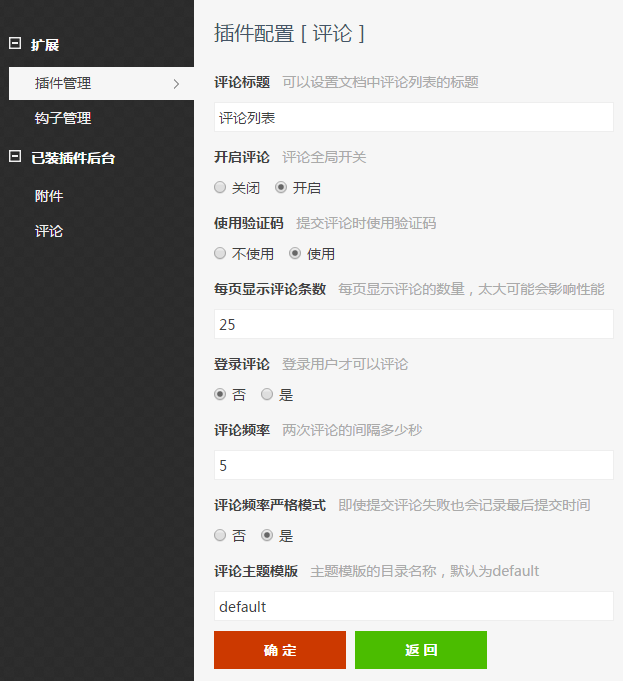 扩展
插件管理
钩子管理
已装插件后台
附件
评论
插件配置 [ 评论 ]
评论标题 可以设置文档中评论列表的标题
评论列表
开启评论 评论全局开关
关闭 开启
使用验证码 提交评论时使用验证码
不使用 使用
每页显示评论条数 每页显示评论的数量，太大可能会影响性能
25
登录评论 登录用户才可以评论
否 是
评论频率 两次评论的间隔多少秒
5
评论频率严格模式 即使提交评论失败也会记录最后提交时间
否 是
评论主题模版 主题模版的目录名称，默认为default
default
确 定 返 回